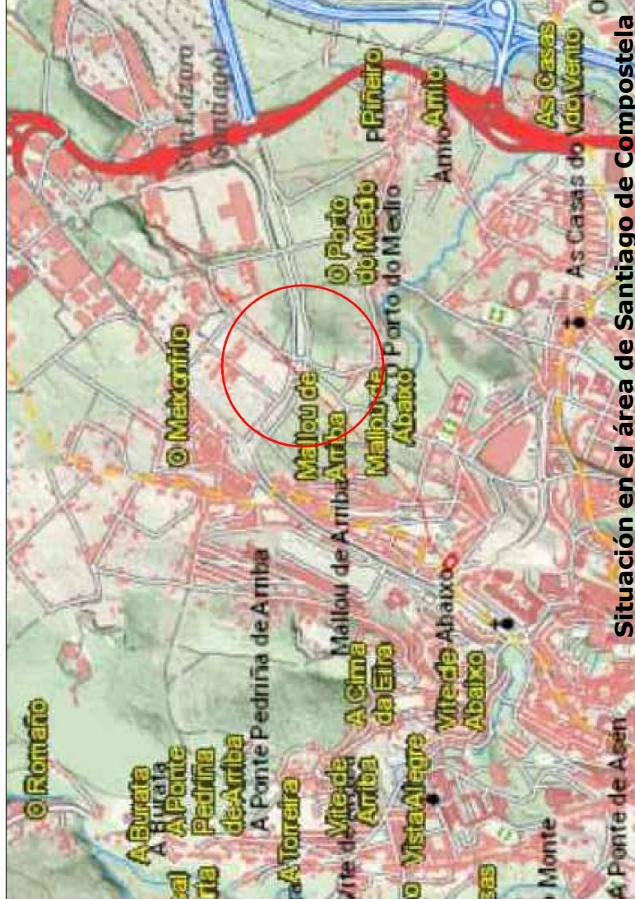 O Romaño
A Burata
A Burata
A Ponte
Pedriña
de Arriba
O Meixonfrío
San Lázaro
(Santiago)
A Ponte Pedriña de Arriba
A Torreira
Mallou de
Arriba
O Porto
do Medio
Vite de
Arriba
Mallou de Arriba
A Cima
da Eira
Mallou de
Abaixo
O Porto do Medio
Piñeiro
Vista Alegre
Amio
Amio
Vite de
Abaixo
Abaixo
As Casas
do Vento
As Casas do V
Monte
A Ponte de Asén
Situación en el área de Santiago de Compostela